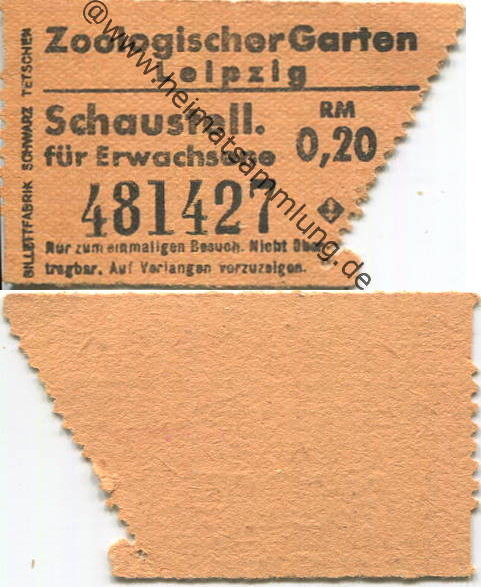 Zoologischer Garten
Leipzig
Schaustell. RM
für Erwachsene 0,20
481427
Nur zum einmaligen Besuch. Nicht über-
tragbar. Auf Verlangen vorzuzeigen.
BILLETTFABRIK SCHWARZ TETSCHEN
@www.heimatsammlung.de